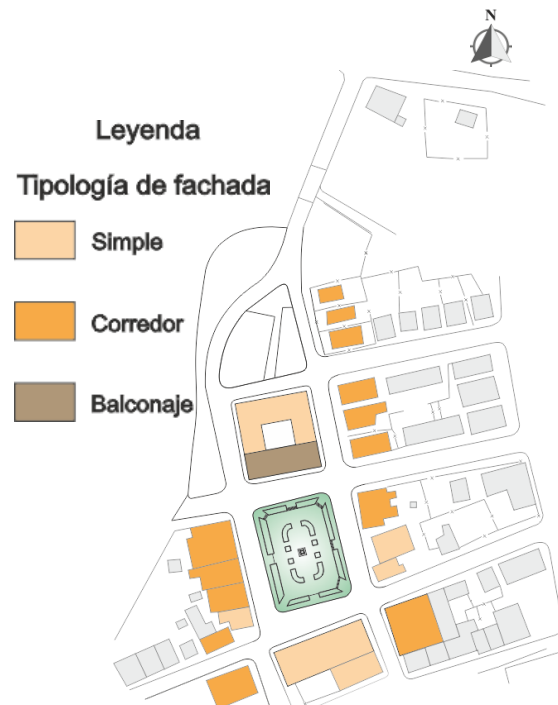 N
Leyenda
Tipología de fachada
Simple
Corredor
Balconaje